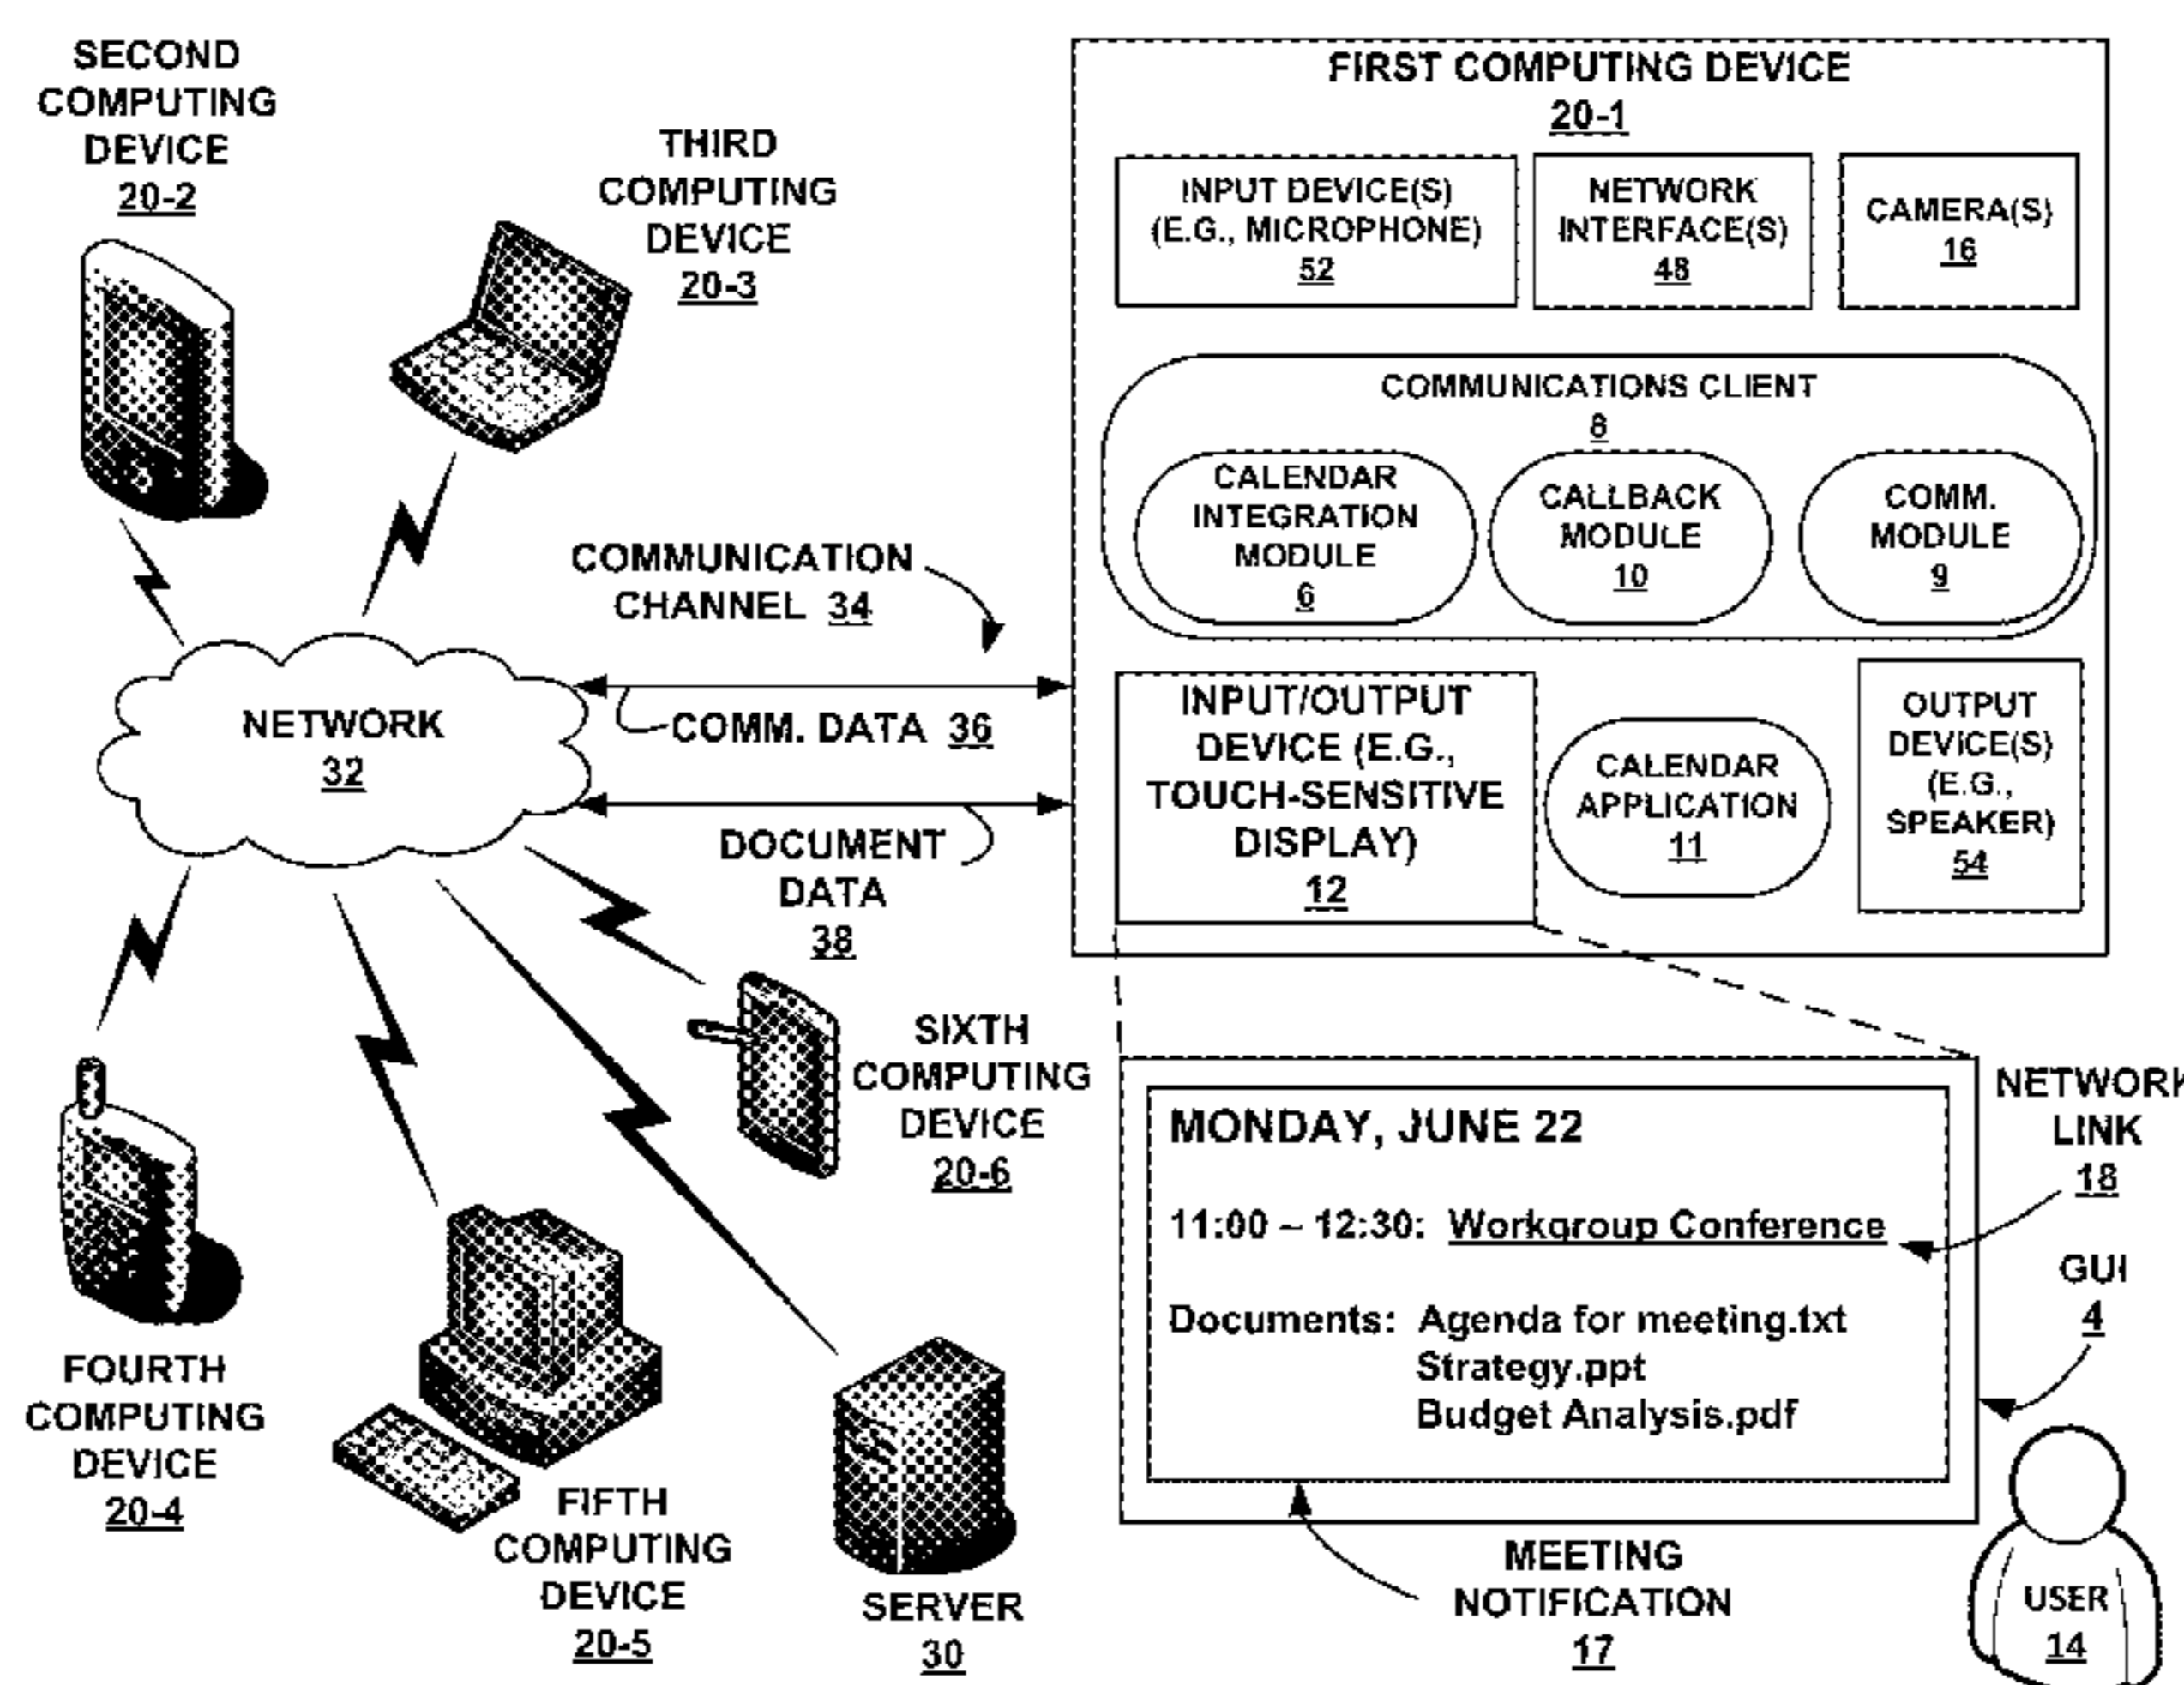 SECOND
COMPUTING
DEVICE
20-2
THIRD
COMPUTING
DEVICE
20-3
FIRST COMPUTING DEVICE
20-1
INPUT DEVICE(S)
(E.G., MICROPHONE)
52
NETWORK
INTERFACE(S)
48
CAMERA(S)
16
COMMUNICATIONS CLIENT
8
CALENDAR
INTEGRATION
MODULE
6
CALLBACK
MODULE
10
COMM.
MODULE
9
COMMUNICATION
CHANNEL 34
NETWORK
32
COMM. DATA 36
DOCUMENT
DATA
38
INPUT/OUTPUT
DEVICE (E.G.,
TOUCH-SENSITIVE
DISPLAY)
12
CALENDAR
APPLICATION
11
OUTPUT
DEVICE(S)
(E.G.,
SPEAKER)
54
SIXTH
COMPUTING
DEVICE
20-6
MONDAY, JUNE 22
11:00 – 12:30: Workgroup Conference
Documents: Agenda for meeting.txt
Strategy.ppt
Budget Analysis.pdf
NETWORK
LINK
18
GUI
4
FOURTH
COMPUTING
DEVICE
20-4
FIFTH
COMPUTING
DEVICE
20-5
SERVER
30
MEETING
NOTIFICATION
17
USER
14